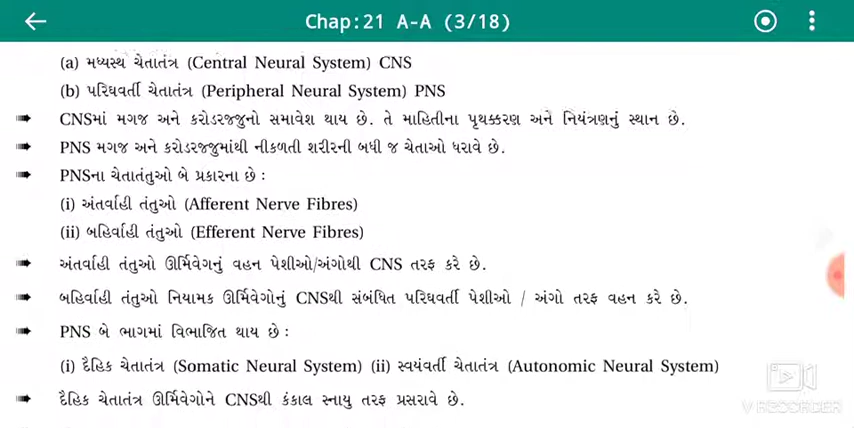 Chap:21 A-A (3/18)
(a) મધ્યસ્થ ચેતાતંત્ર (Central Neural System) CNS
(b) પરિઘવર્તી ચેતાતંત્ર (Peripheral Neural System) PNS
➠ CNSમાં મગજ અને કરોડરજ્જુનો સમાવેશ થાય છે. તે માહિતીના પૃથક્કરણ અને નિયંત્રણનું સ્થાન છે.
➠ PNS મગજ અને કરોડરજ્જુમાંથી નીકળતી શરીરની બધી જ ચેતાઓ ધરાવે છે.
➠ PNSના ચેતાતંતુઓ બે પ્રકારના છે :
(i) અંતર્વાહી તંતુઓ (Afferent Nerve Fibres)
(ii) બહિર્વાહી તંતુઓ (Efferent Nerve Fibres)
➠ અંતર્વાહી તંતુઓ ઊર્મિવેગનું વહન પેશીઓ/અંગોથી CNS તરફ કરે છે.
➠ બહિર્વાહી તંતુઓ નિયામક ઊર્મિવેગોનું CNSથી સંબંધિત પરિઘવર્તી પેશીઓ / અંગો તરફ વહન કરે છે.
➠ PNS બે ભાગમાં વિભાજિત થાય છે :
(i) દૈહિક ચેતાતંત્ર (Somatic Neural System) (ii) સ્વયંવર્તી ચેતાતંત્ર (Autonomic Neural System)
➠ દૈહિક ચેતાતંત્ર ઊર્મિવેગોને CNSથી કંકાલ સ્નાયુ તરફ પ્રસરાવે છે.
V RECORDER